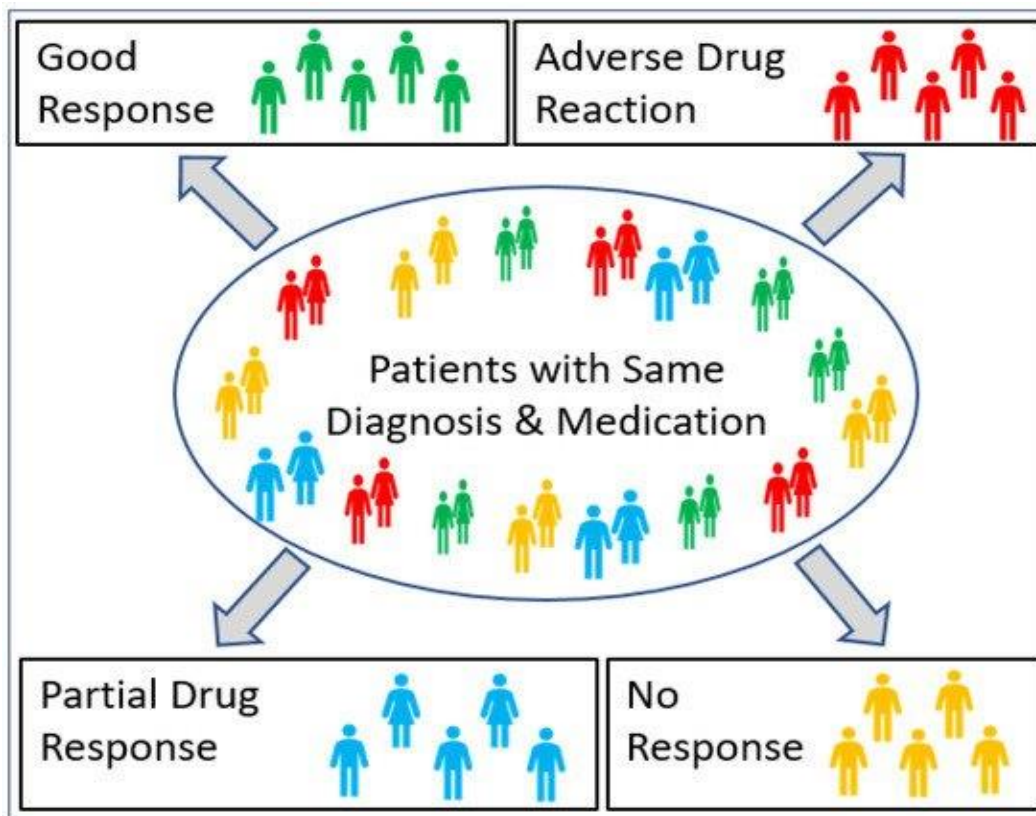 Good
Response
Adverse Drug
Reaction
Patients with Same
Diagnosis & Medication
Partial Drug
Response
No
Response